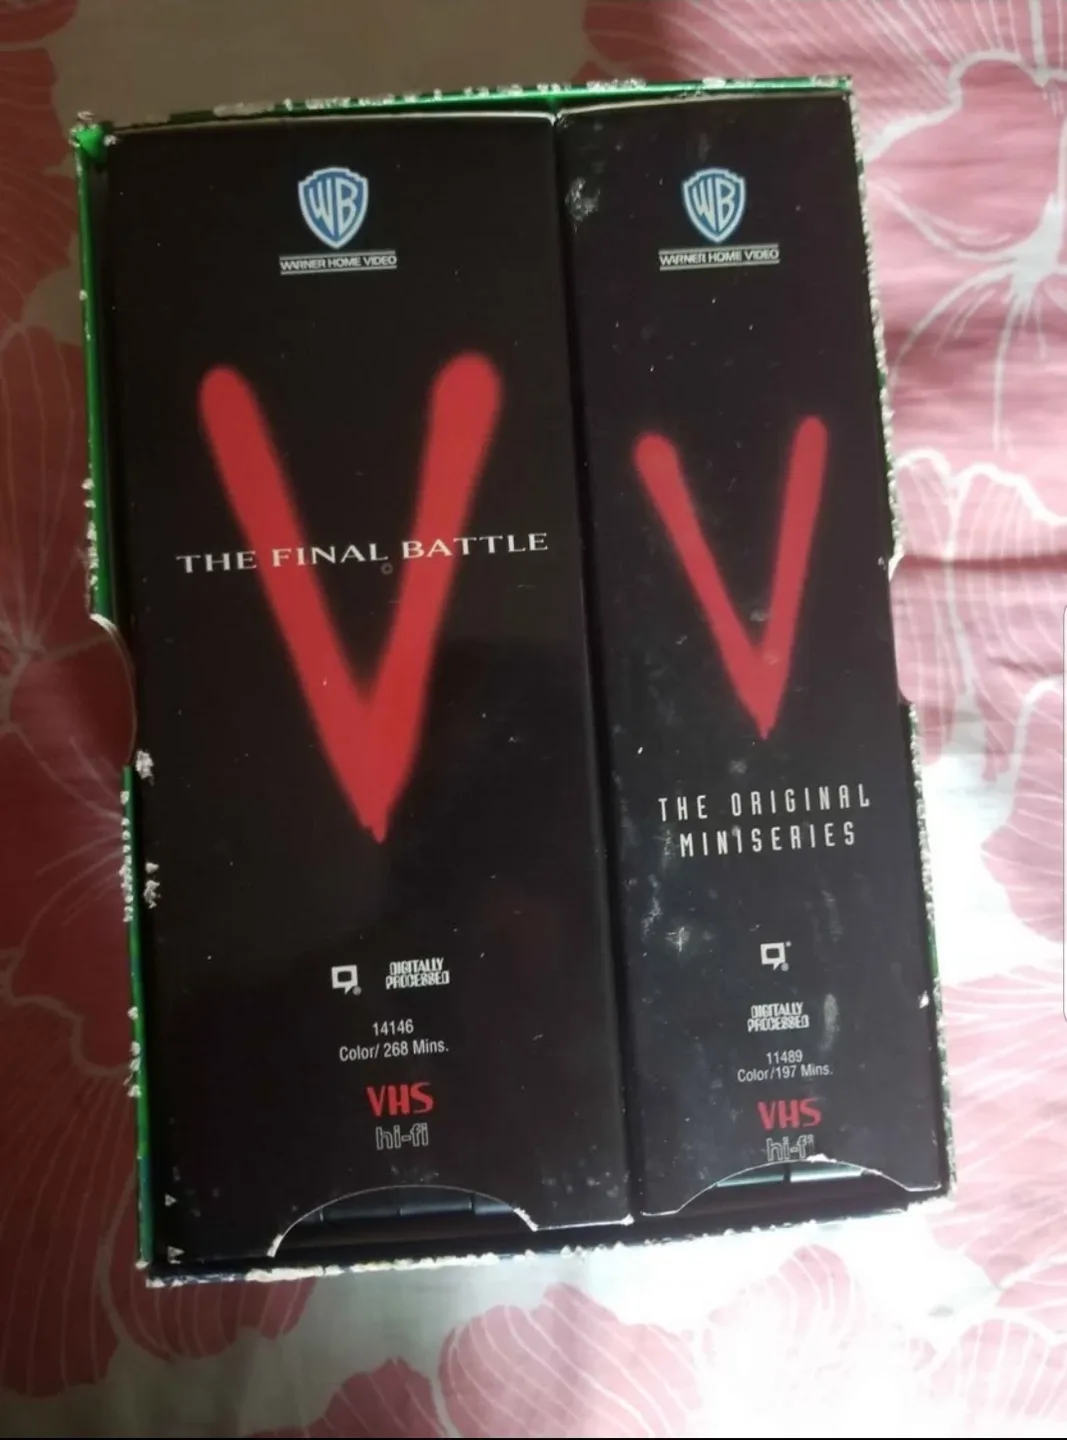 WB
WARNER HOME VIDEO
V
THE FINAL BATTLE
©
DIGITALLY
PROCESSED
14146
Color/ 268 Mins.
VHS
hi-fi
WB
WARNER HOME VIDEO
V
THE ORIGINAL
MINISERIES
DIGITALLY
PROCESSED
11489
Color/197 Mins.
VHS
hi-fi